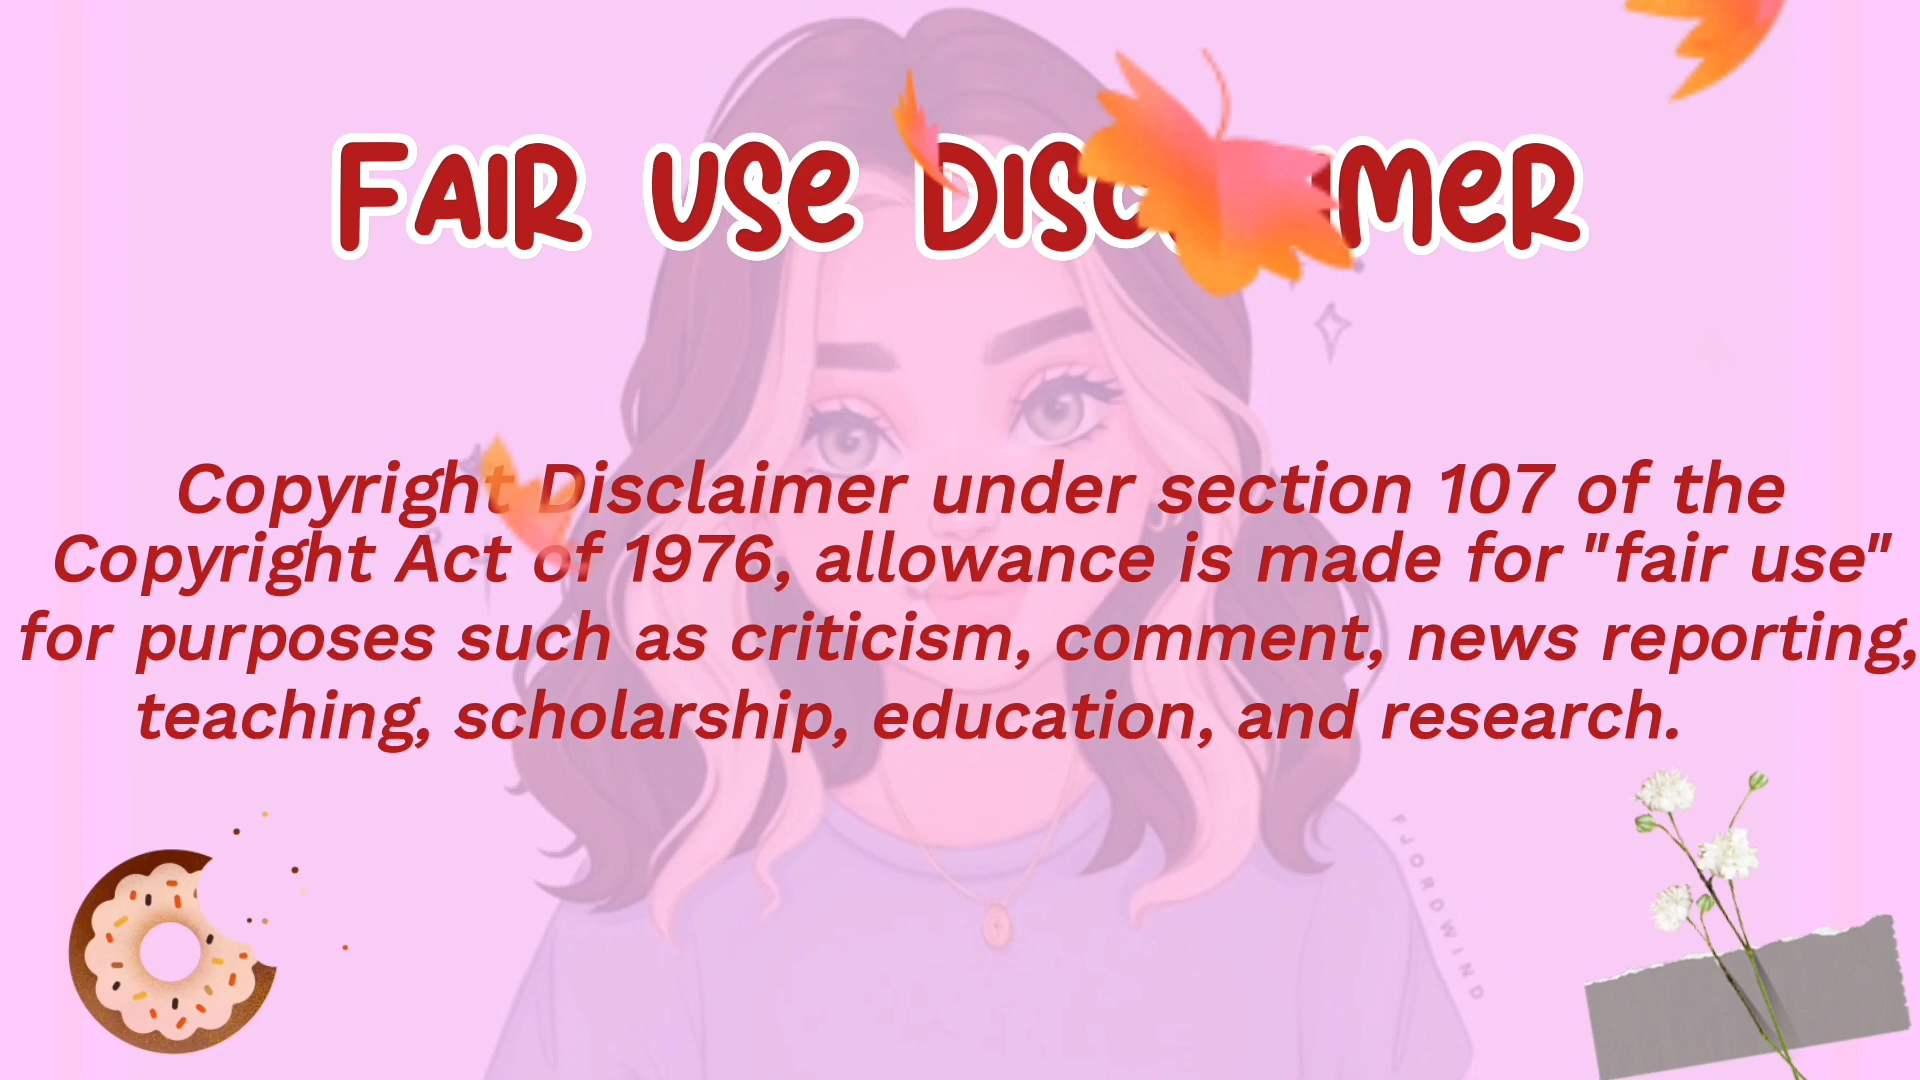 FAIR USE
Copyright Disclaimer under section 107 of the
Copyright Act of 1976, allowance is made for "fair use"
for purposes such as criticism, comment, news reporting,
teaching, scholarship, education, and research.
FJORDWIND